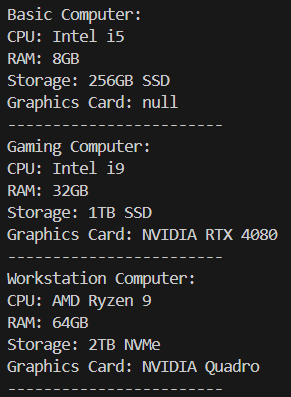 Basic Computer:
CPU: Intel i5
RAM: 8GB
Storage: 256GB SSD
Graphics Card: null
------------------------
Gaming Computer:
CPU: Intel i9
RAM: 32GB
Storage: 1TB SSD
Graphics Card: NVIDIA RTX 4080
------------------------
Workstation Computer:
CPU: AMD Ryzen 9
RAM: 64GB
Storage: 2TB NVMe
Graphics Card: NVIDIA Quadro
------------------------